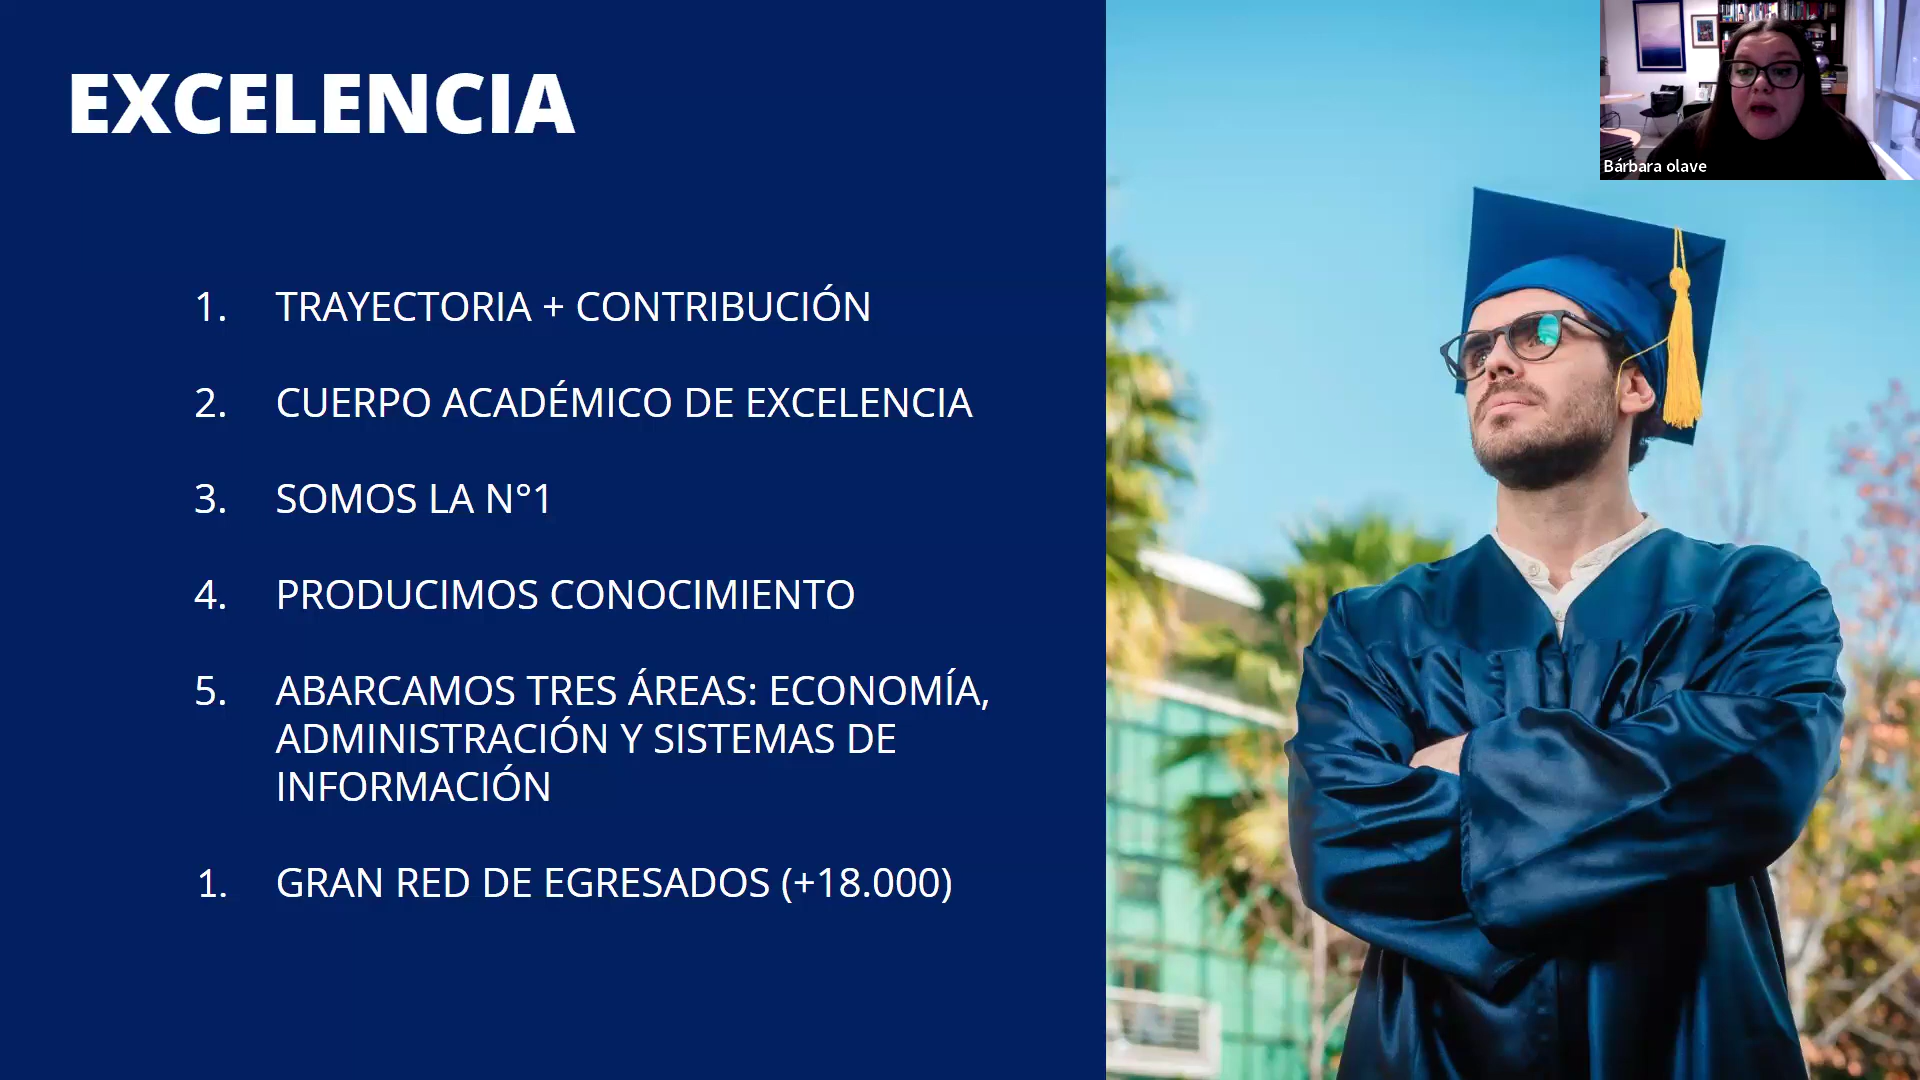 EXCELENCIA
1. TRAYECTORIA + CONTRIBUCIÓN
2. CUERPO ACADÉMICO DE EXCELENCIA
3. SOMOS LA N°1
4. PRODUCIMOS CONOCIMIENTO
5. ABARCAMOS TRES ÁREAS: ECONOMÍA,
ADMINISTRACIÓN Y SISTEMAS DE
INFORMACIÓN
1. GRAN RED DE EGRESADOS (+18.000)
Bárbara olave